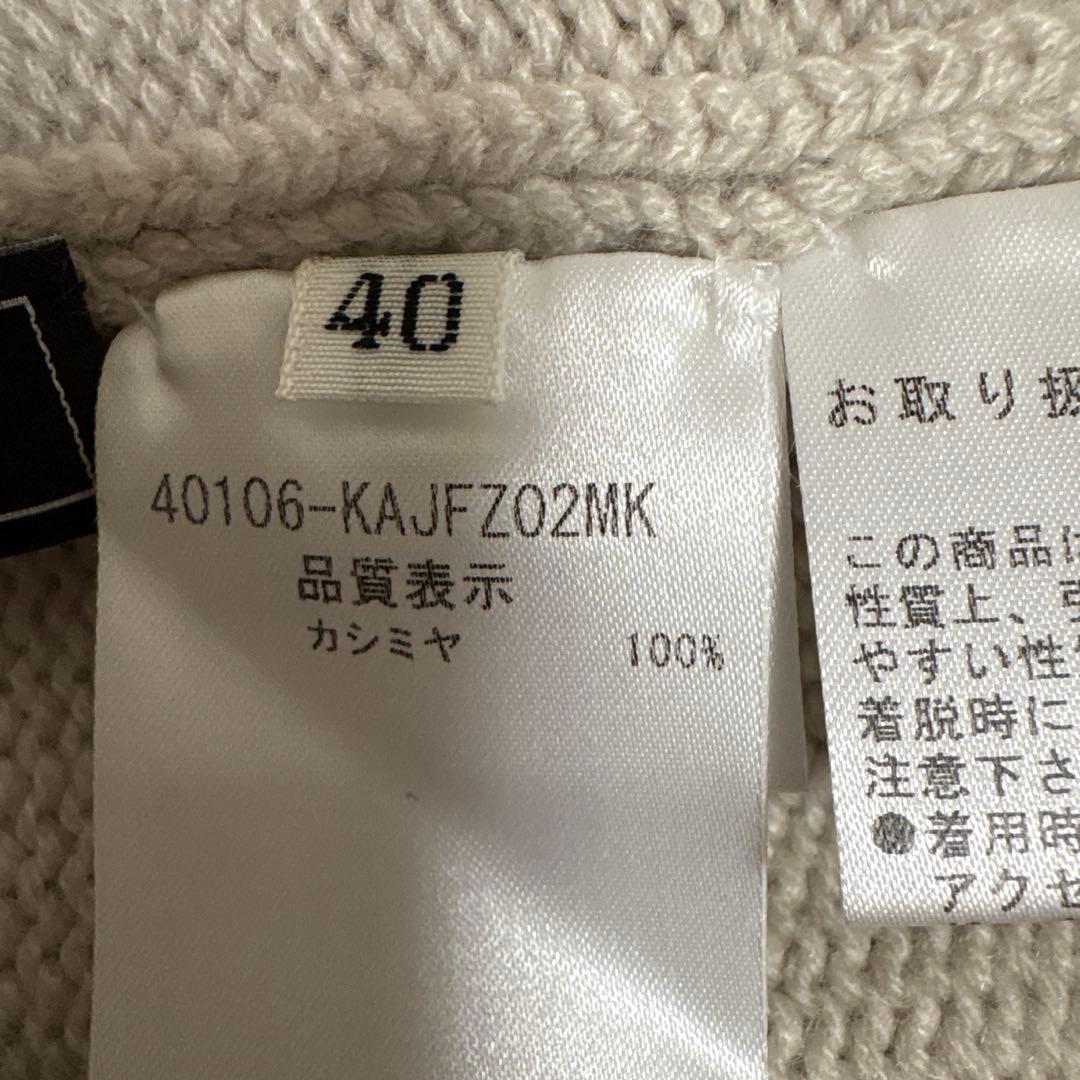 40
40106-KAJFZ02MK
品質表示
カシミヤ 100%
お取り扱
この商品は
性質上、引
やすい性質
着脱時に
注意下さ
●着用時
アクセ